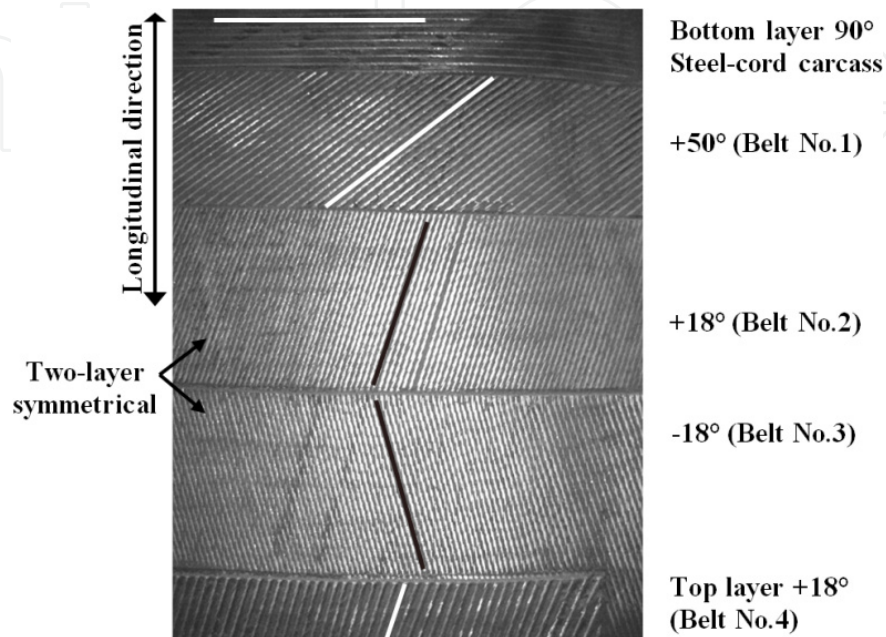 Longitudinal direction
Bottom layer 90°
Steel-cord carcass
+50° (Belt No.1)
+18° (Belt No.2)
Two-layer
symmetrical
-18° (Belt No.3)
Top layer +18°
(Belt No.4)